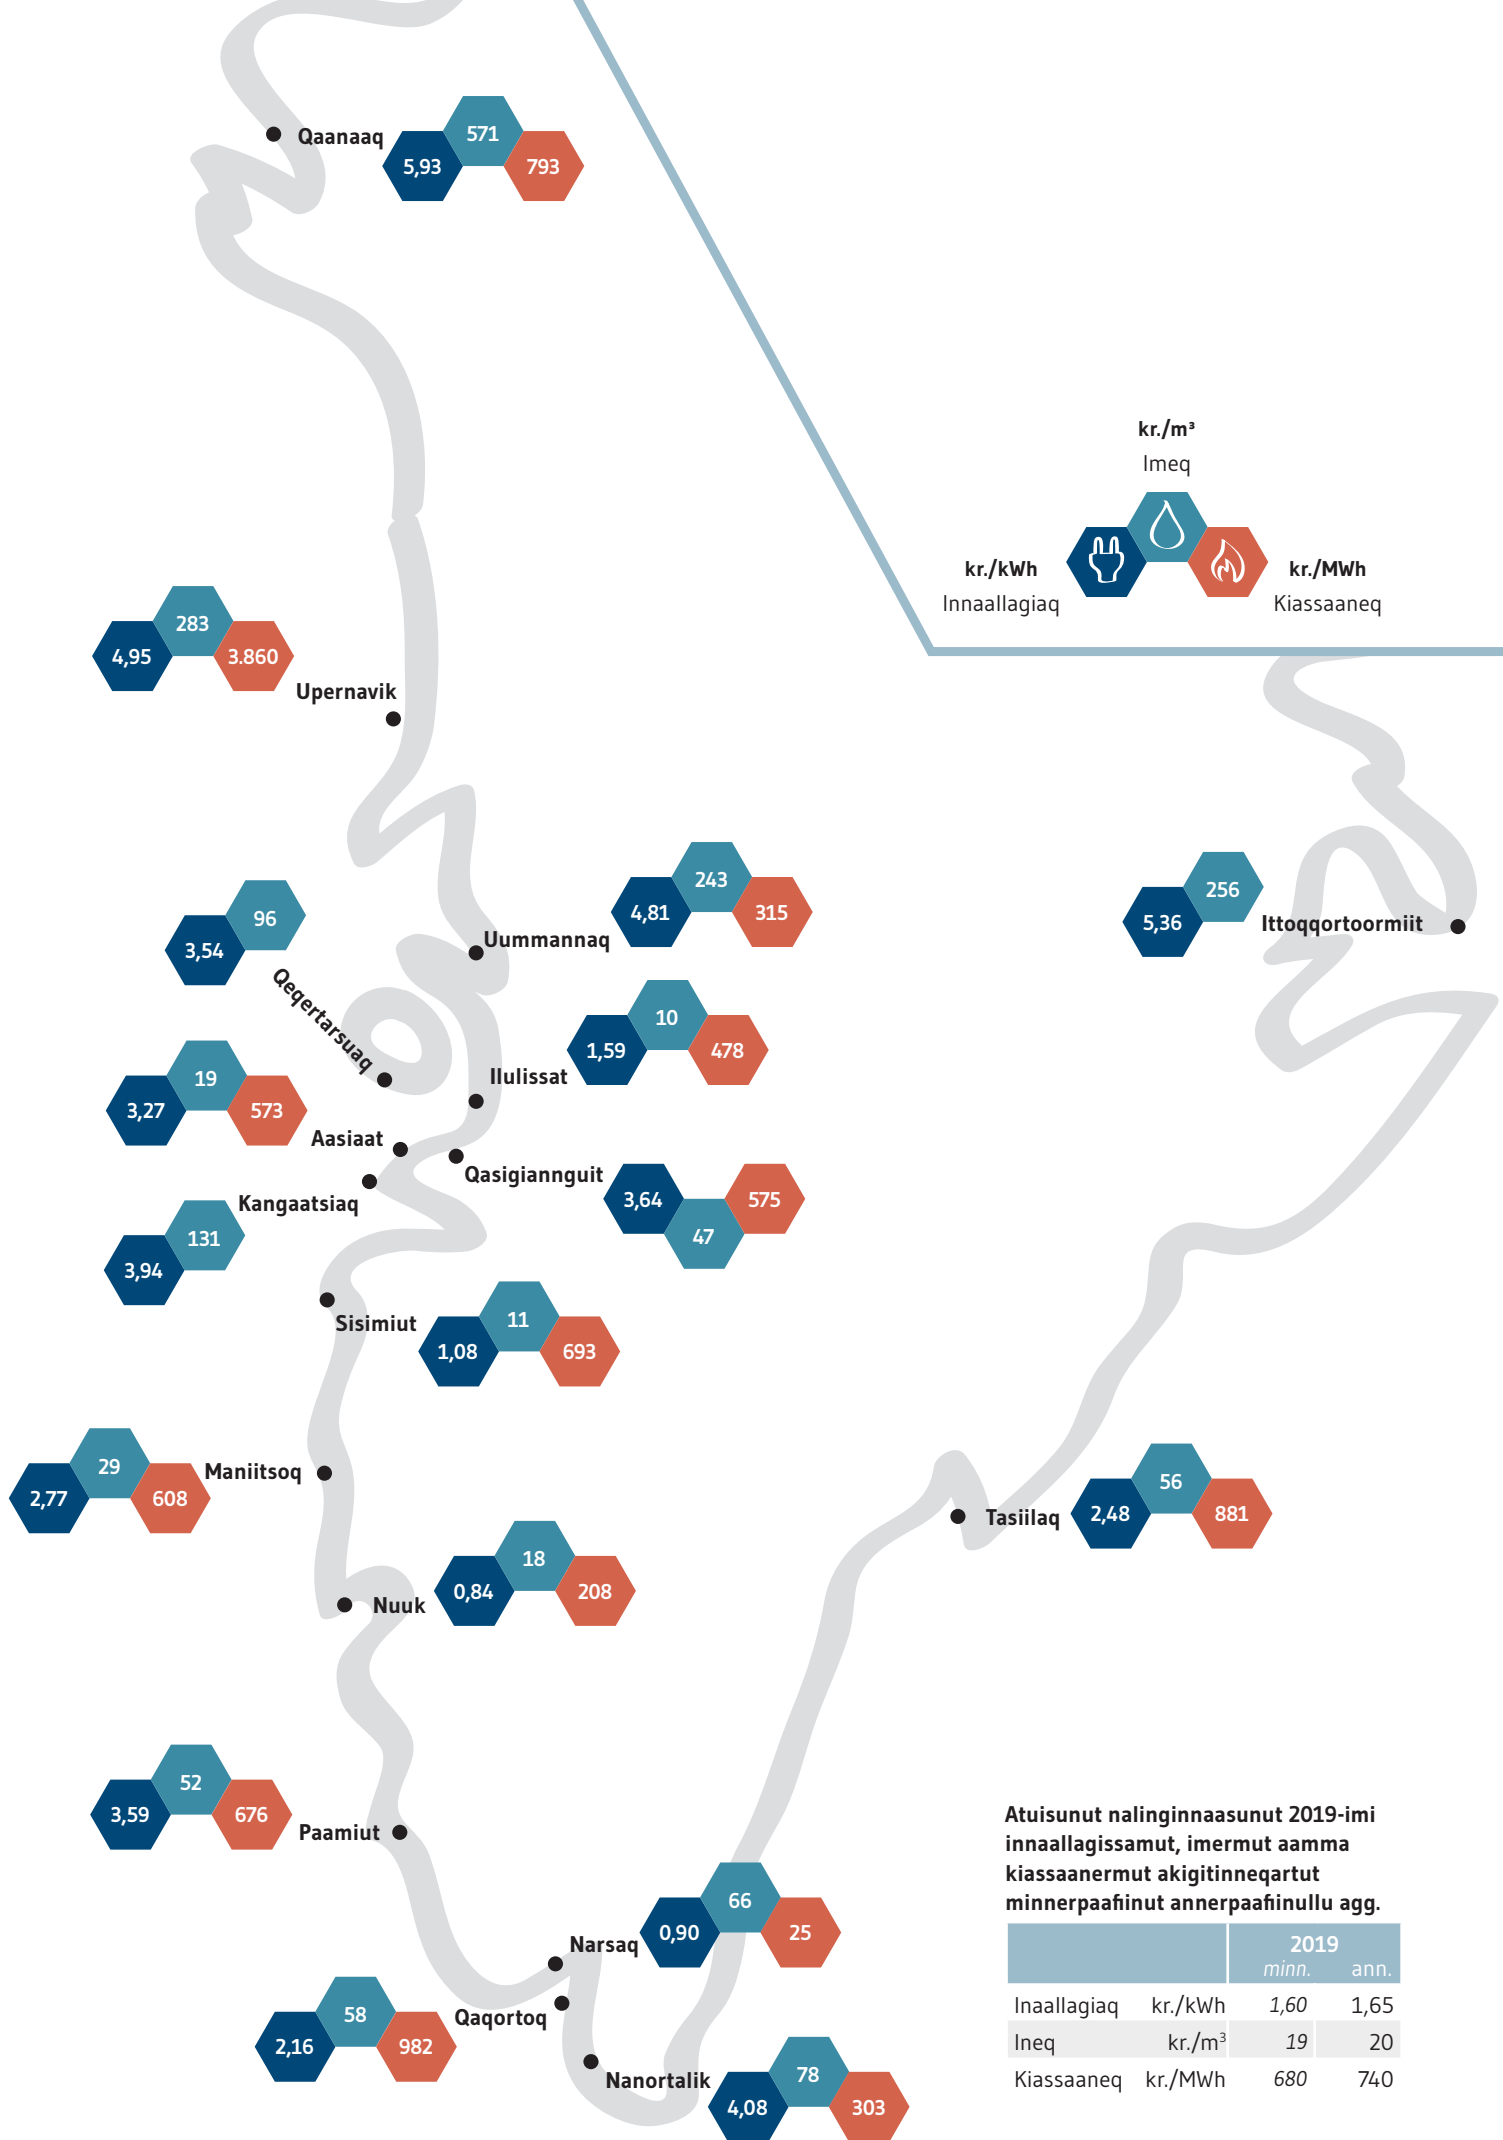 Qaanaaq
5,93
571
793
kr./m³
Imeq
kr./kWh
Innaallagiaq
kr./MWh
Kiassaaneq
4,95
283
3.860
Upernavik
3,54
96
Qeqertarsuaq
4,81
243
315
Uummannaq
5,36
256
Ittoqqortoormiit
1,59
10
478
Ilulissat
3,27
19
573
Aasiaat
Qasigiannguit
3,64
47
575
Kangaatsiaq
3,94
131
Sisimiut
1,08
11
693
2,77
29
608
Maniitsoq
Tasiilaq
2,48
56
881
Nuuk
0,84
18
208
3,59
52
676
Paamiut
Narsaq
0,90
66
25
2,16
58
982
Qaqortoq
Nanortalik
4,08
78
303
Atuisunut nalinginnaasunut 2019-imi
innaallagissamut, imermut aamma
kiassaanermut akigitinneqartut
minnerpaafiinut annerpaafiinullu agg.
2019
minn. ann.
Inaallagiaq kr./kWh 1,60 1,65
Ineq kr./m³ 19 20
Kiassaaneq kr./MWh 680 740